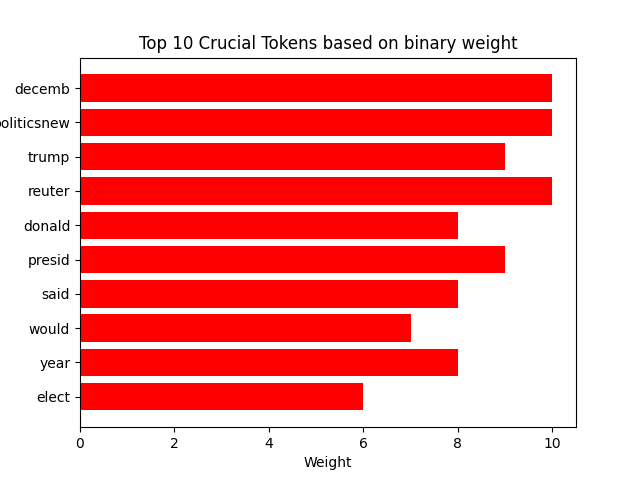 Top 10 Crucial Tokens based on binary weight
decemb
oliticsnew
trump
reuter
donald
presid
said
would
year
elect
0 2 4 6 8 10
Weight